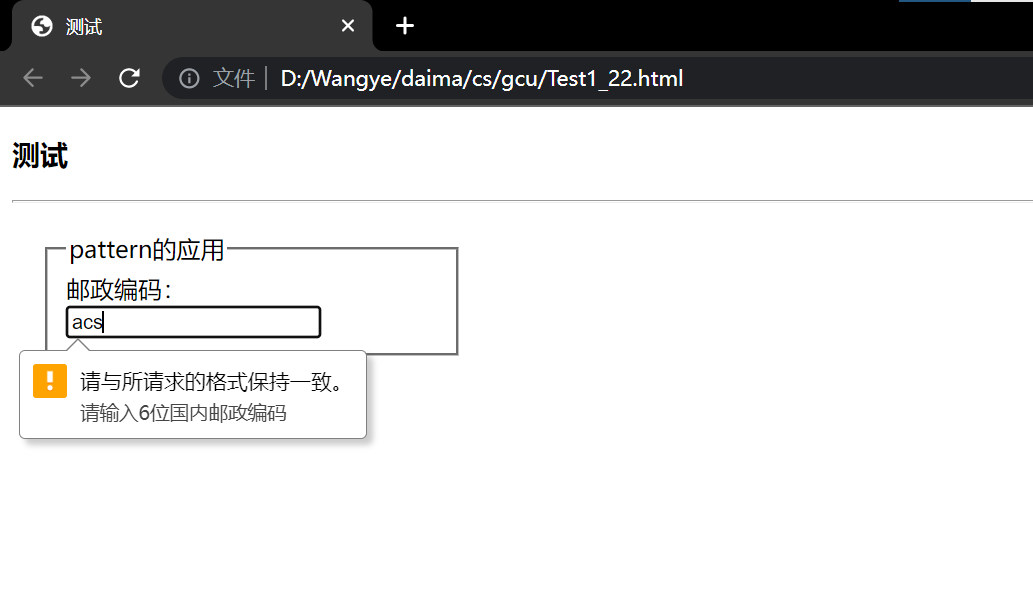 测试
文件 D:/Wangye/daima/cs/gcu/Test1_22.html
测试
pattern的应用
邮政编码：
acs
请与所请求的格式保持一致。
请输入6位国内邮政编码